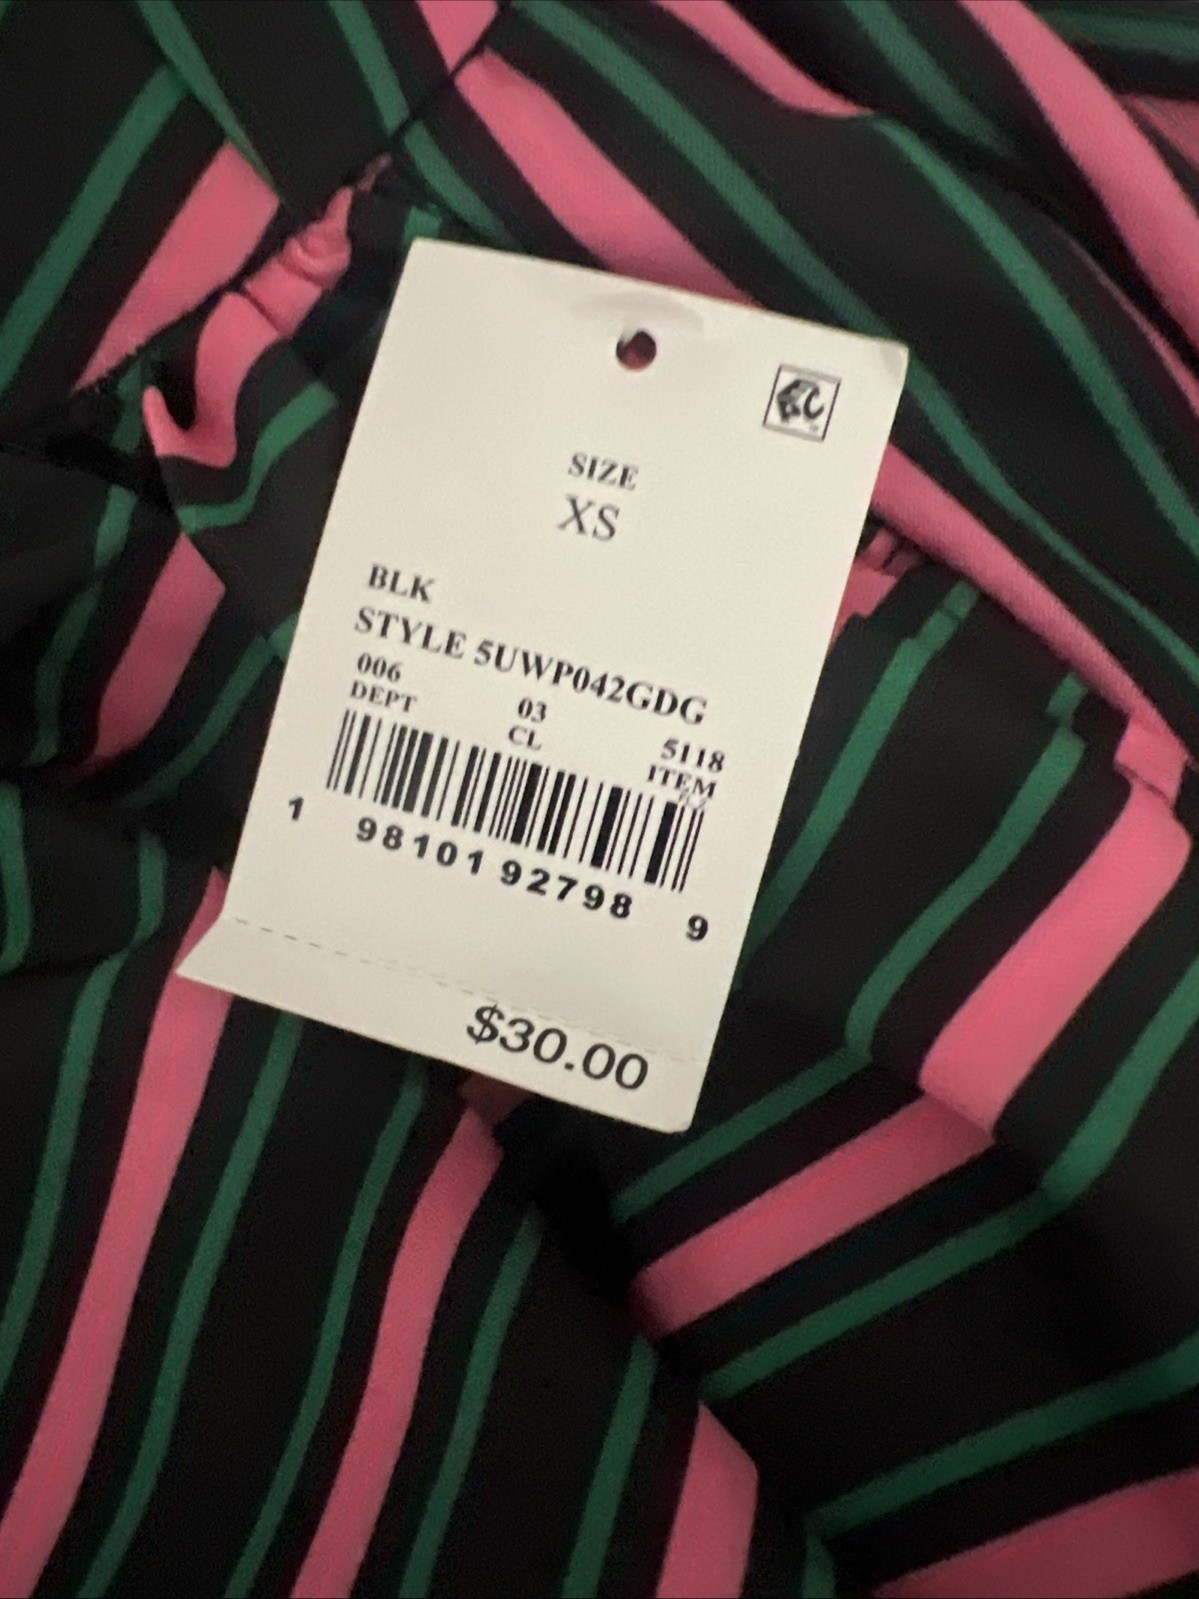 SIZE
XS
BLK
STYLE 5UWP042GDG
006 03 5118
DEPT CL ITEM
1 98101 92798 9
$30.00